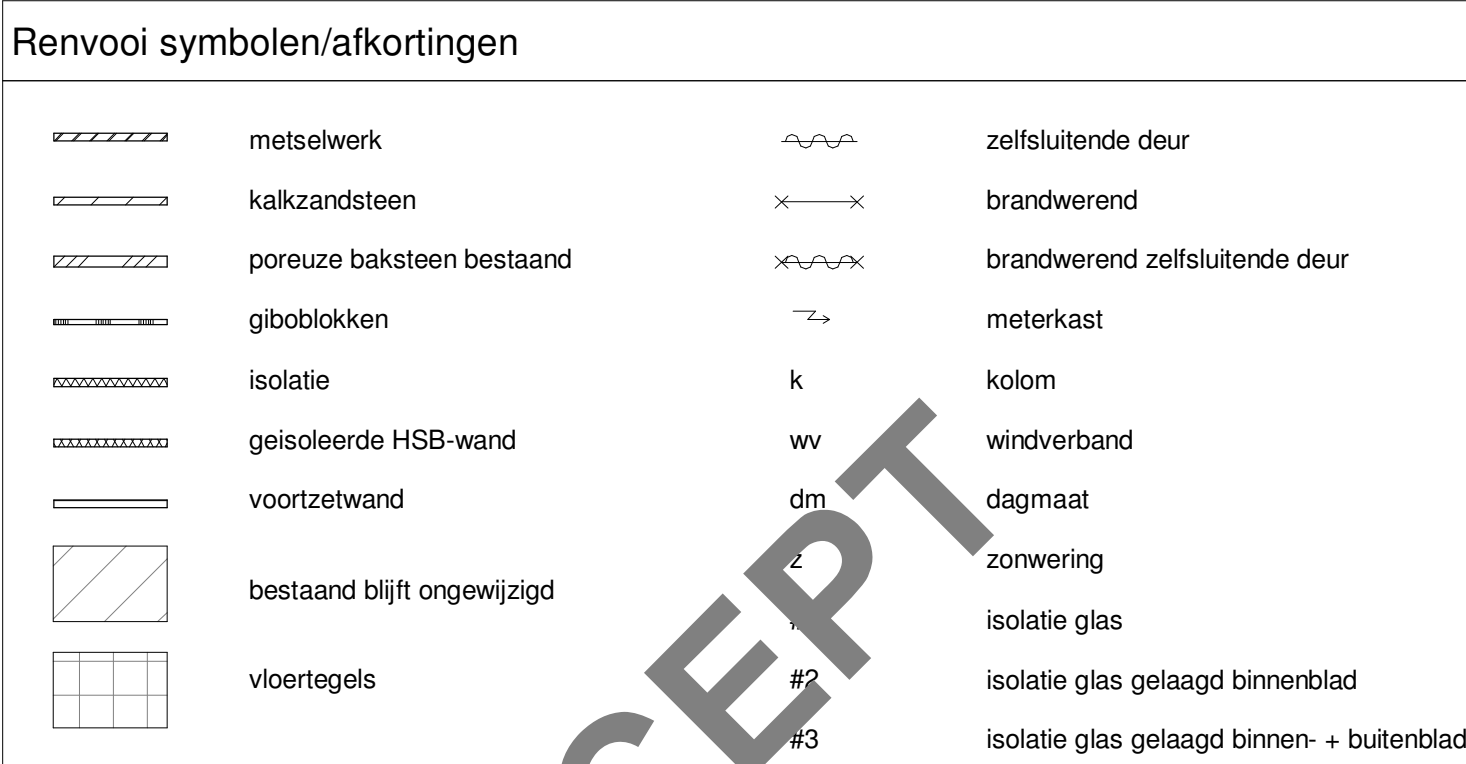 Renvooi symbolen/afkortingen
metselwerk
kalkzandsteen
poreuze baksteen bestaand
giboblokken
isolatie
geisoleerde HSB-wand
voortzetwand
bestaand blijft ongewijzigd
vloertegels
zelfsluitende deur
brandwerend
brandwerend zelfsluitende deur
meterkast
k kolom
wv windverband
dm dagmaat
z zonwering
isolatie glas
#2 isolatie glas gelaagd binnenblad
#3 isolatie glas gelaagd binnen- + buitenblad
CEPT